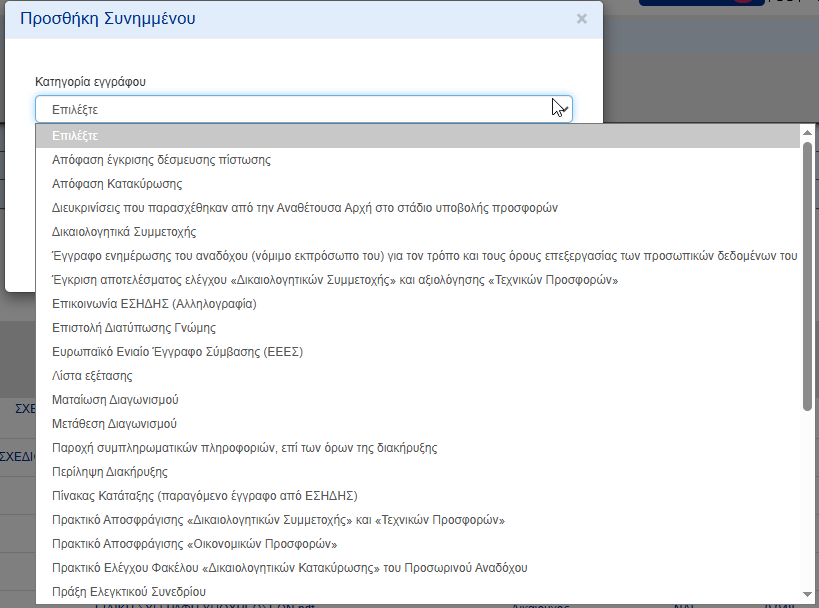 Προσθήκη Συνημμένου
×
Κατηγορία εγγράφου
Επιλέξτε
Επιλέξτε
Απόφαση έγκρισης δέσμευσης πίστωσης
Απόφαση Κατακύρωσης
Διευκρινίσεις που παρασχέθηκαν από την Αναθέτουσα Αρχή στο στάδιο υποβολής προσφορών
Δικαιολογητικά Συμμετοχής
Έγγραφο ενημέρωσης του αναδόχου (νόμιμο εκπρόσωπο του) για τον τρόπο και τους όρους επεξεργασίας των προσωπικών δεδομένων του
Έγκριση αποτελέσματος ελέγχου «Δικαιολογητικών Συμμετοχής» και αξιολόγησης «Τεχνικών Προσφορών»
Επικοινωνία ΕΣΗΔΗΣ (Αλληλογραφία)
Επιστολή Διατύπωσης Γνώμης
Ευρωπαϊκό Ενιαίο Έγγραφο Σύμβασης (ΕΕΕΣ)
Λίστα εξέτασης
Ματαίωση Διαγωνισμού
ΣΧΕ
Μετάθεση Διαγωνισμού
Παροχή συμπληρωματικών πληροφοριών, επί των όρων της διακήρυξης
ΣΧΕΔΙ
Περίληψη Διακήρυξης
Πίνακας Κατάταξης (παραγόμενο έγγραφο από ΕΣΗΔΗΣ)
Πρακτικό Αποσφράγισης «Δικαιολογητικών Συμμετοχής» και «Τεχνικών Προσφορών»
Πρακτικό Αποσφράγισης «Οικονομικών Προσφορών»
Πρακτικό Ελέγχου Φακέλου «Δικαιολογητικών Κατακύρωσης» του Προσωρινού Αναδόχου
Πράξη Ελεγκτικού Συνεδρίου